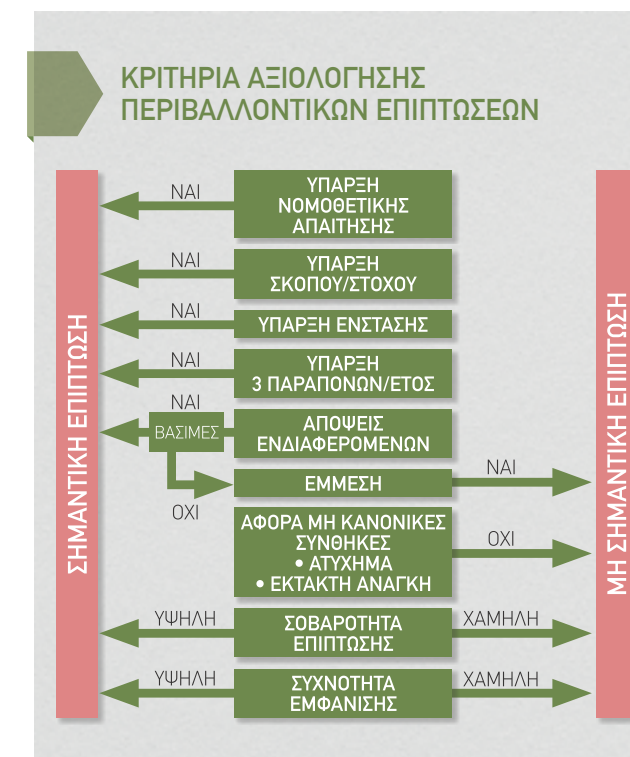 ΚΡΙΤΗΡΙΑ ΑΞΙΟΛΟΓΗΣΗΣ
ΠΕΡΙΒΑΛΛΟΝΤΙΚΩΝ ΕΠΙΠΤΩΣΕΩΝ
ΣΗΜΑΝΤΙΚΗ ΕΠΙΠΤΩΣΗ
ΝΑΙ
ΥΠΑΡΞΗ
ΝΟΜΟΘΕΤΙΚΗΣ
ΑΠΑΙΤΗΣΗΣ
ΝΑΙ
ΥΠΑΡΞΗ
ΣΚΟΠΟΥ/ΣΤΟΧΟΥ
ΝΑΙ
ΥΠΑΡΞΗ ΕΝΣΤΑΣΗΣ
ΝΑΙ
ΥΠΑΡΞΗ
3 ΠΑΡΑΠΟΝΩΝ/ΕΤΟΣ
ΝΑΙ
ΒΑΣΙΜΕΣ
ΑΠΟΨΕΙΣ
ΕΝΔΙΑΦΕΡΟΜΕΝΩΝ
ΟΧΙ
ΕΜΜΕΣΗ
ΝΑΙ
ΑΦΟΡΑ ΜΗ ΚΑΝΟΝΙΚΕΣ
ΣΥΝΘΗΚΕΣ
• ΑΤΥΧΗΜΑ
• ΕΚΤΑΚΤΗ ΑΝΑΓΚΗ
ΟΧΙ
ΥΨΗΛΗ
ΣΟΒΑΡΟΤΗΤΑ
ΕΠΙΠΤΩΣΗΣ
ΧΑΜΗΛΗ
ΥΨΗΛΗ
ΣΥΧΝΟΤΗΤΑ
ΕΜΦΑΝΙΣΗΣ
ΧΑΜΗΛΗ
ΜΗ ΣΗΜΑΝΤΙΚΗ ΕΠΙΠΤΩΣΗ